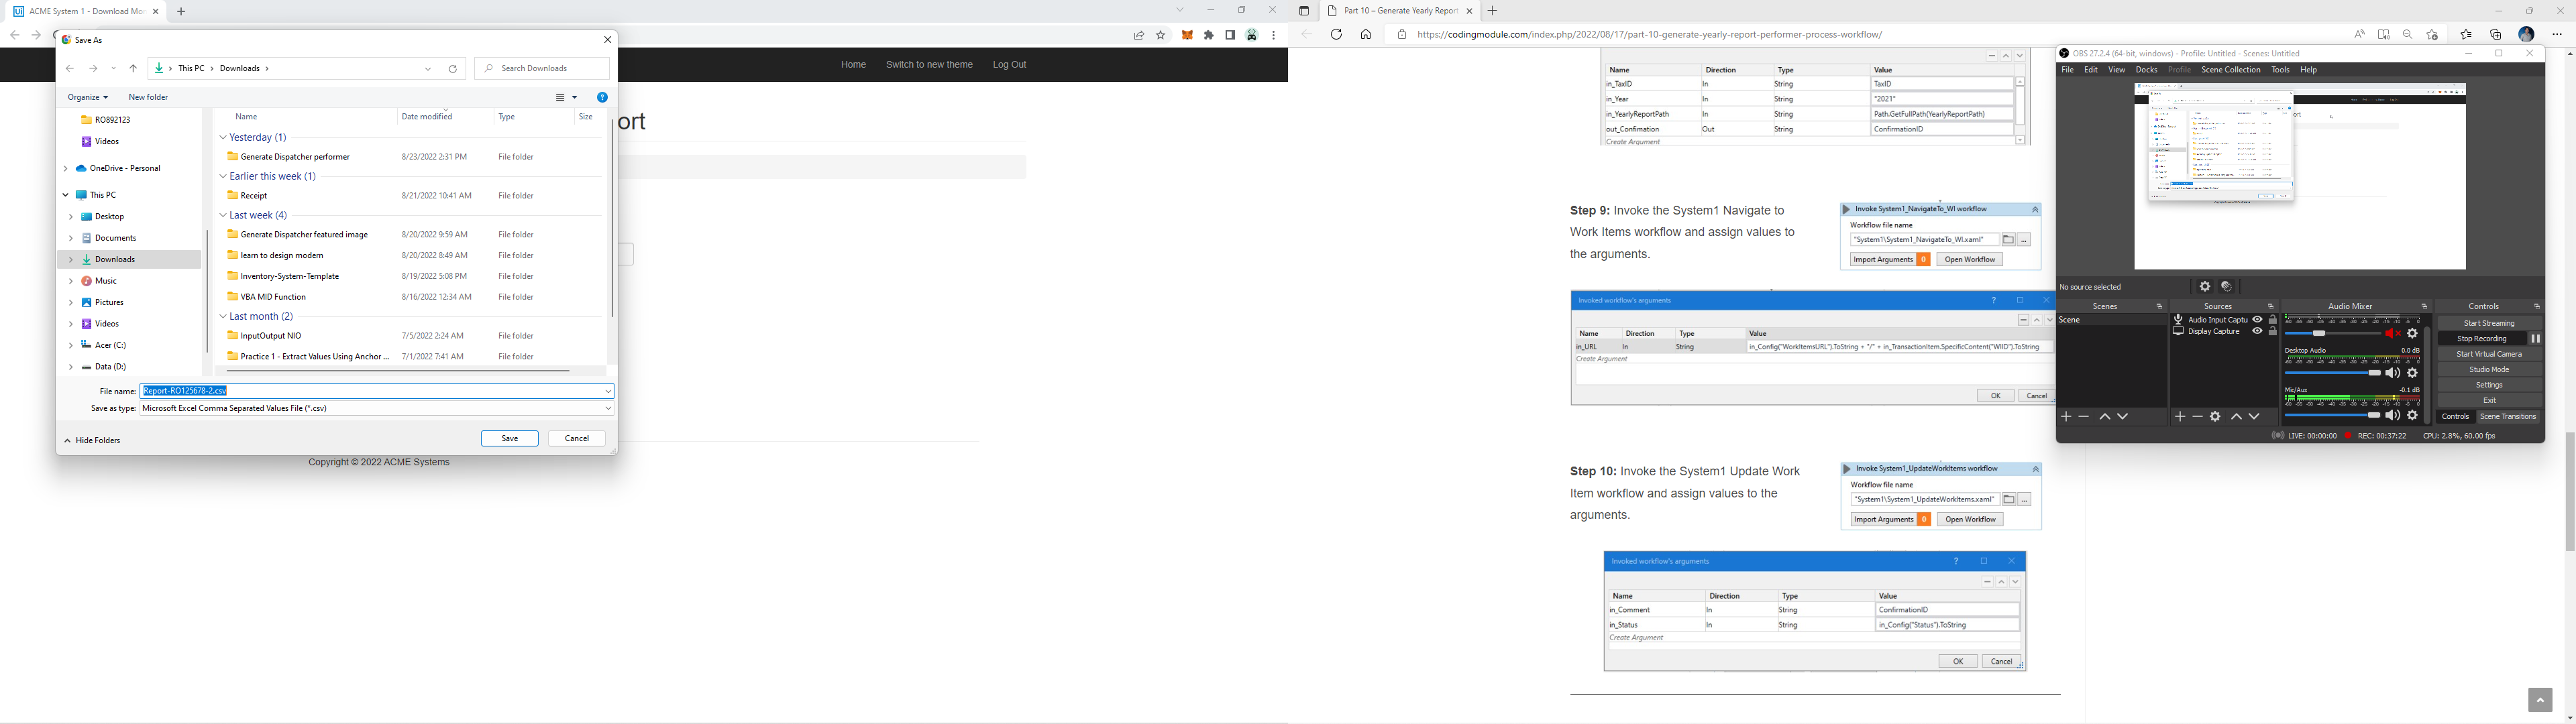 ACME System 1 - Download Mon
Save As
This PC > Downloads >
Search Downloads
Organize
New folder
RO892123
Videos
OneDrive - Personal
This PC
Desktop
Documents
Downloads
Music
Pictures
Videos
Acer (C:)
Data (D:)
Name Date modified Type Size
Yesterday (1)
Generate Dispatcher performer 8/23/2022 2:31 PM File folder
Earlier this week (1)
Receipt 8/21/2022 10:41 AM File folder
Last week (4)
Generate Dispatcher featured image 8/20/2022 9:59 AM File folder
learn to design modern 8/20/2022 8:49 AM File folder
Inventory-System-Template 8/19/2022 5:08 PM File folder
VBA MID Function 8/16/2022 12:34 AM File folder
Last month (2)
InputOutput NIO 7/5/2022 2:24 AM File folder
Practice 1 - Extract Values Using Anchor ... 7/1/2022 7:41 AM File folder
File name: Report-RO125678-2.csv
Save as type: Microsoft Excel Comma Separated Values File (*.csv)
Hide Folders
Save
Cancel
Home Switch to new theme Log Out
ort
Copyright © 2022 ACME Systems
Part 10 – Generate Yearly Report
https://codingmodule.com/index.php/2022/08/17/part-10-generate-yearly-report-performer-process-workflow/
Name Direction Type Value
in_TaxID In String TaxID
in_Year In String "2021"
in_YearlyReportPath In String Path.GetFullPath(YearlyReportPath)
out_Confimation Out String ConfirmationID
Create Argument
Step 9: Invoke the System1 Navigate to
Work Items workflow and assign values to
the arguments.
Invoke System1_NavigateTo_WI workflow
Workflow file name
"System1\System1_NavigateTo_WI.xaml"
...
Import Arguments 0
Open Workflow
Invoked workflow's arguments
?
Name Direction Type Value
in_URL In String in_Config("WorkItemsURL").ToString + "/" + in_TransactionItem.SpecificContent("WIID").ToString
Create Argument
OK Cancel
Step 10: Invoke the System1 Update Work
Item workflow and assign values to the
arguments.
Invoke System1_UpdateWorkItems workflow
Workflow file name
"System1\System1_UpdateWorkItems.xaml"
...
Import Arguments 0
Open Workflow
Invoked workflow's arguments
?
Name Direction Type Value
in_Comment In String ConfirmationID
in_Status In String in_Config("Status").ToString
Create Argument
OK Cancel
OBS 27.2.4 (64-bit, windows) - Profile: Untitled - Scenes: Untitled
File Edit View Docks Profile Scene Collection Tools Help
No source selected
Scenes
Scene
Sources
Audio Input Captu
Display Capture
Audio Mixer
Desktop Audio 0.0 dB
Mic/Aux -0.1 dB
Controls
Start Streaming
Stop Recording
Start Virtual Camera
Studio Mode
Settings
Exit
Controls Scene Transitions
LIVE: 00:00:00 REC: 00:37:22 CPU: 2.8%, 60.00 fps